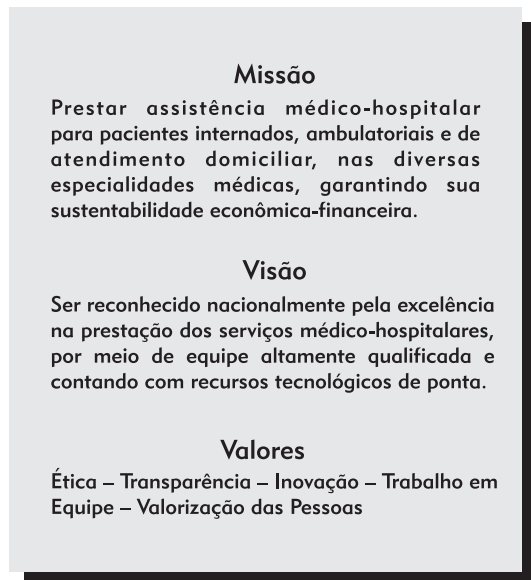 Missão
Prestar assistência médico-hospitalar
para pacientes internados, ambulatoriais e de
atendimento domiciliar, nas diversas
especialidades médicas, garantindo sua
sustentabilidade econômica-financeira.
Visão
Ser reconhecido nacionalmente pela excelência
na prestação dos serviços médico-hospitalares,
por meio de equipe altamente qualificada e
contando com recursos tecnológicos de ponta.
Valores
Ética – Transparência – Inovação – Trabalho em
Equipe – Valorização das Pessoas